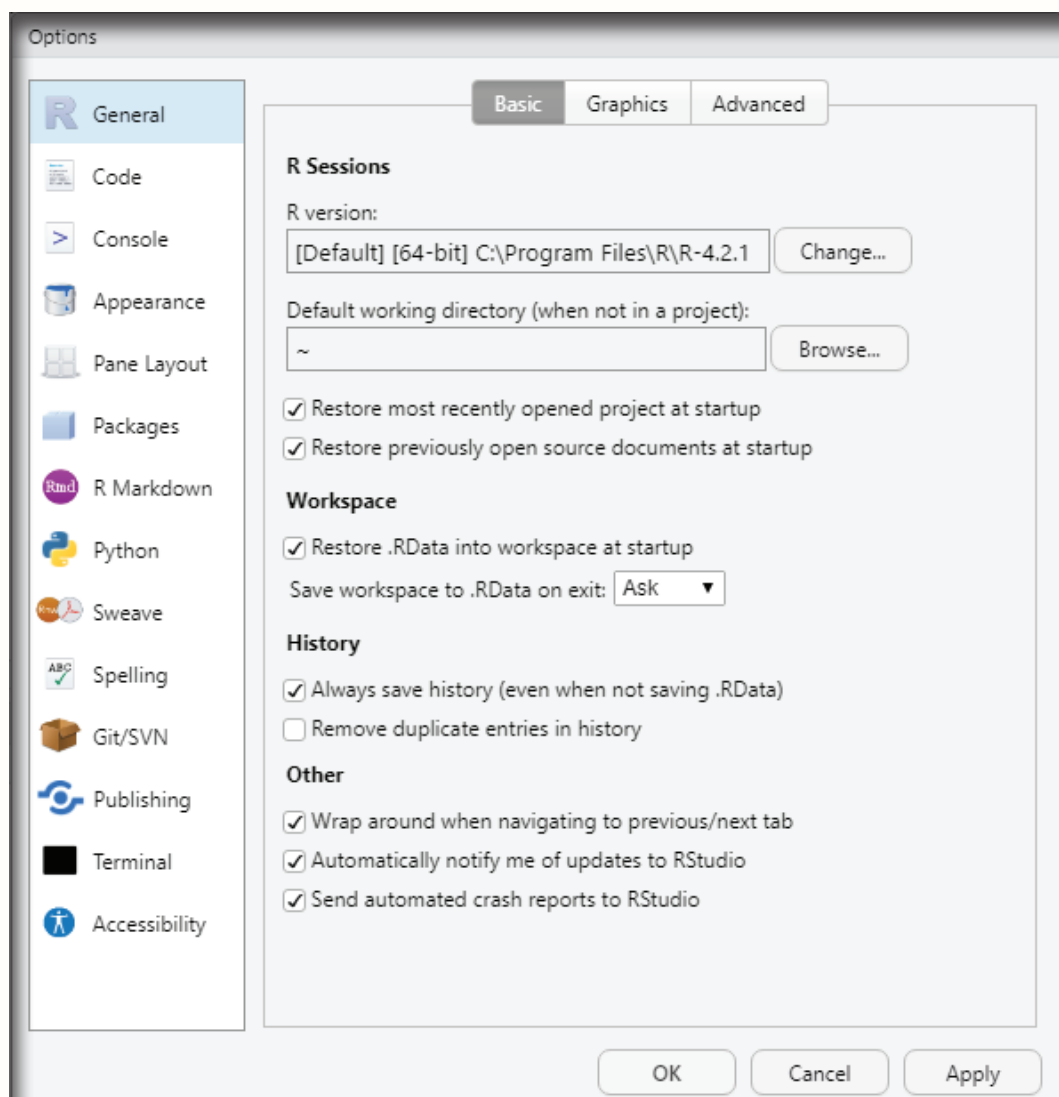 Options
General
Code
Console
Appearance
Pane Layout
Packages
Rmd R Markdown
Python
Rnw Sweave
ABC Spelling
Git/SVN
Publishing
Terminal
Accessibility
Basic Graphics Advanced
R Sessions
R version:
[Default] [64-bit] C:\Program Files\R\R-4.2.1 Change...
Default working directory (when not in a project):
~ Browse...
Restore most recently opened project at startup
Restore previously open source documents at startup
Workspace
Restore .RData into workspace at startup
Save workspace to .RData on exit: Ask
History
Always save history (even when not saving .RData)
Remove duplicate entries in history
Other
Wrap around when navigating to previous/next tab
Automatically notify me of updates to RStudio
Send automated crash reports to RStudio
OK Cancel Apply